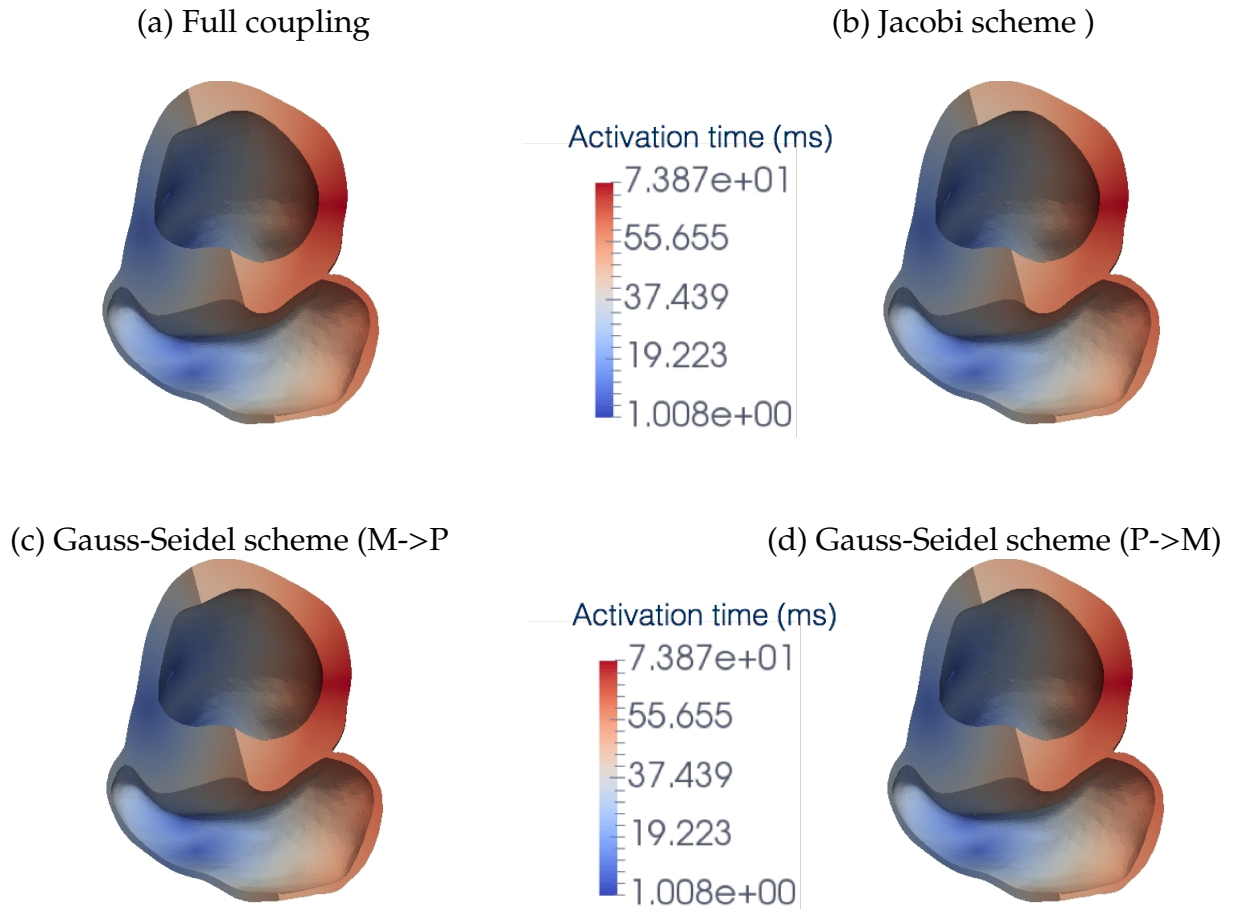 (a) Full coupling
(b) Jacobi scheme )
Activation time (ms)
7.387e+01
55.655
37.439
19.223
1.008e+00
(c) Gauss-Seidel scheme (M->P
(d) Gauss-Seidel scheme (P->M)
Activation time (ms)
7.387e+01
55.655
37.439
19.223
1.008e+00